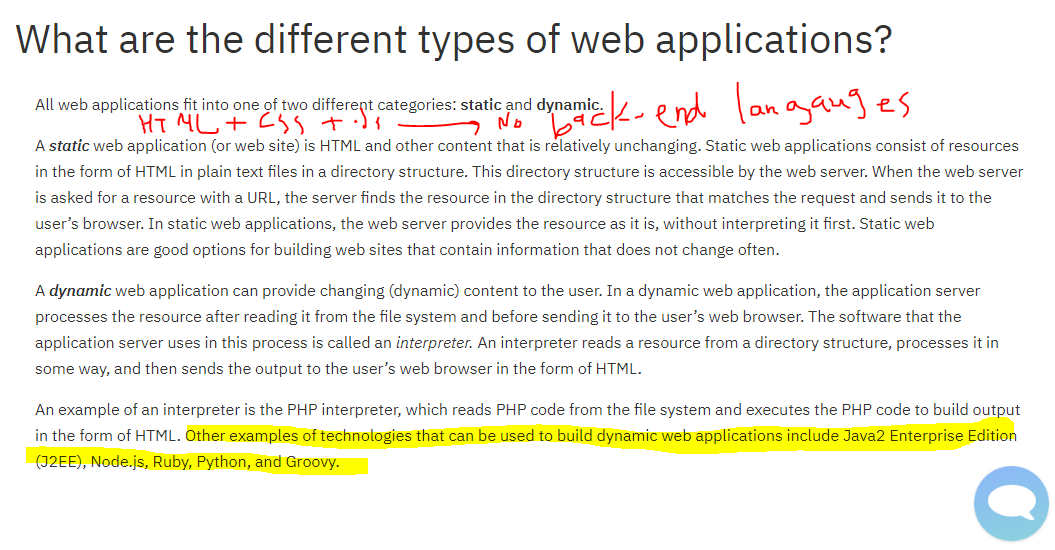 What are the different types of web applications?
All web applications fit into one of two different categories: static and dynamic.
HTML + CSS + JS → No back-end langauges
A static web application (or web site) is HTML and other content that is relatively unchanging. Static web applications consist of resources
in the form of HTML in plain text files in a directory structure. This directory structure is accessible by the web server. When the web server
is asked for a resource with a URL, the server finds the resource in the directory structure that matches the request and sends it to the
user’s browser. In static web applications, the web server provides the resource as it is, without interpreting it first. Static web
applications are good options for building web sites that contain information that does not change often.
A dynamic web application can provide changing (dynamic) content to the user. In a dynamic web application, the application server
processes the resource after reading it from the file system and before sending it to the user’s web browser. The software that the
application server uses in this process is called an interpreter. An interpreter reads a resource from a directory structure, processes it in
some way, and then sends the output to the user’s web browser in the form of HTML.
An example of an interpreter is the PHP interpreter, which reads PHP code from the file system and executes the PHP code to build output
in the form of HTML. Other examples of technologies that can be used to build dynamic web applications include Java2 Enterprise Edition
(J2EE), Node.js, Ruby, Python, and Groovy.